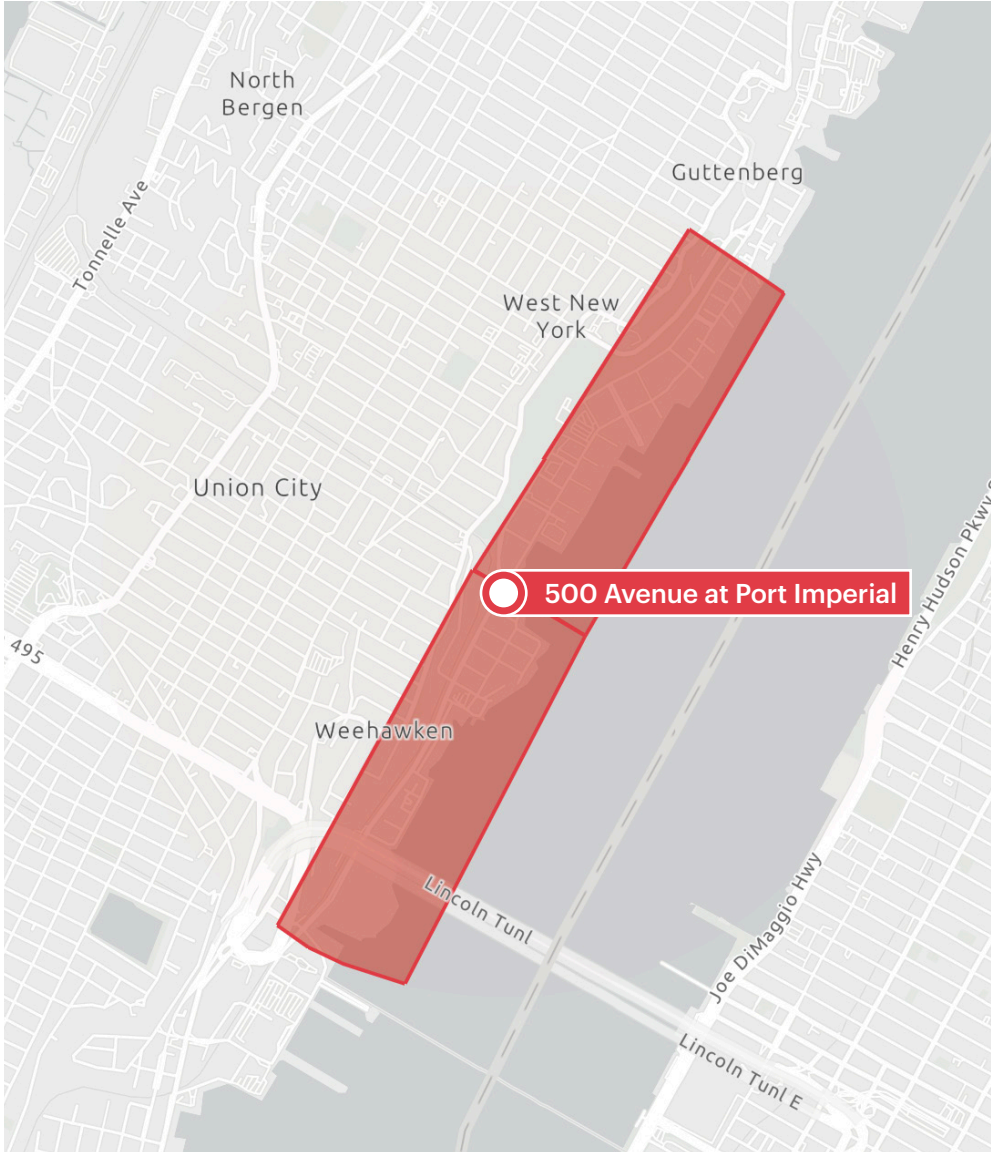 North
Bergen
Guttenberg
Tonnelle Ave
West New
York
Union City
Henry Hudson Pkwy
500 Avenue at Port Imperial
495
Weehawken
Lincoln Tunl
Joe DiMaggio Hwy
Lincoln Tunl E